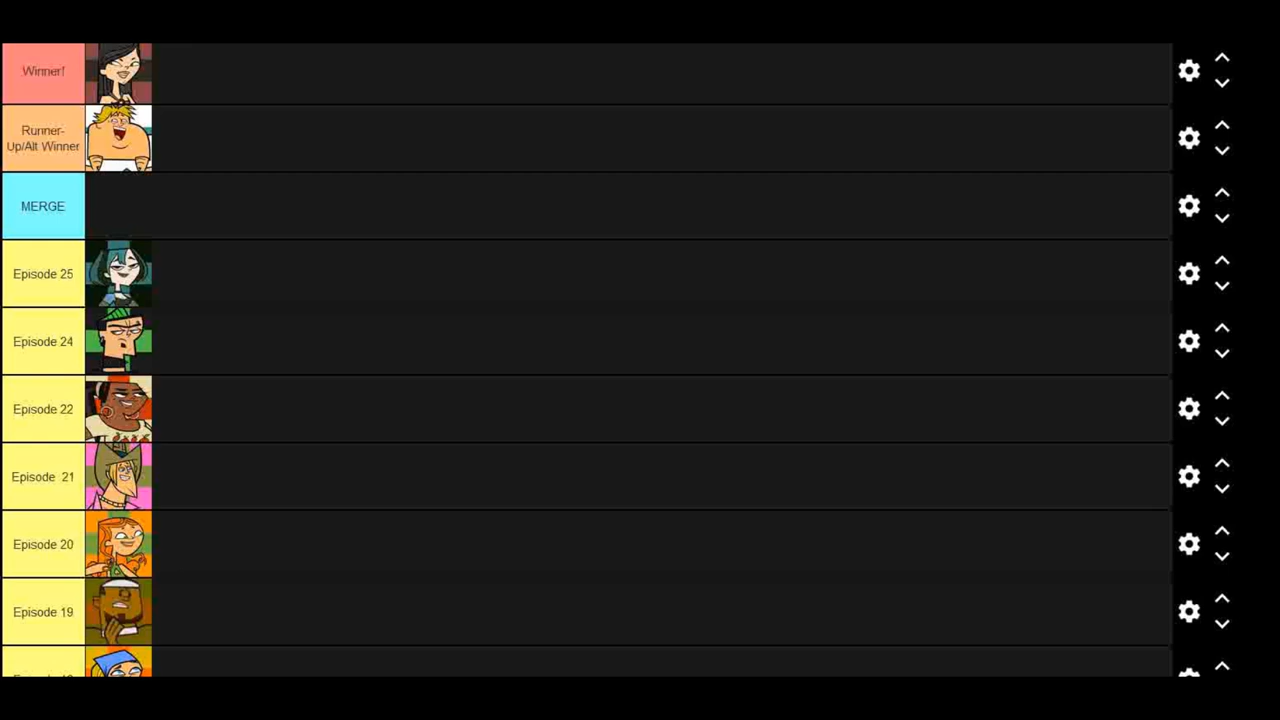 Winner!
Runner-
Up/Alt Winner
MERGE
Episode 25
Episode 24
Episode 22
Episode 21
Episode 20
Episode 19